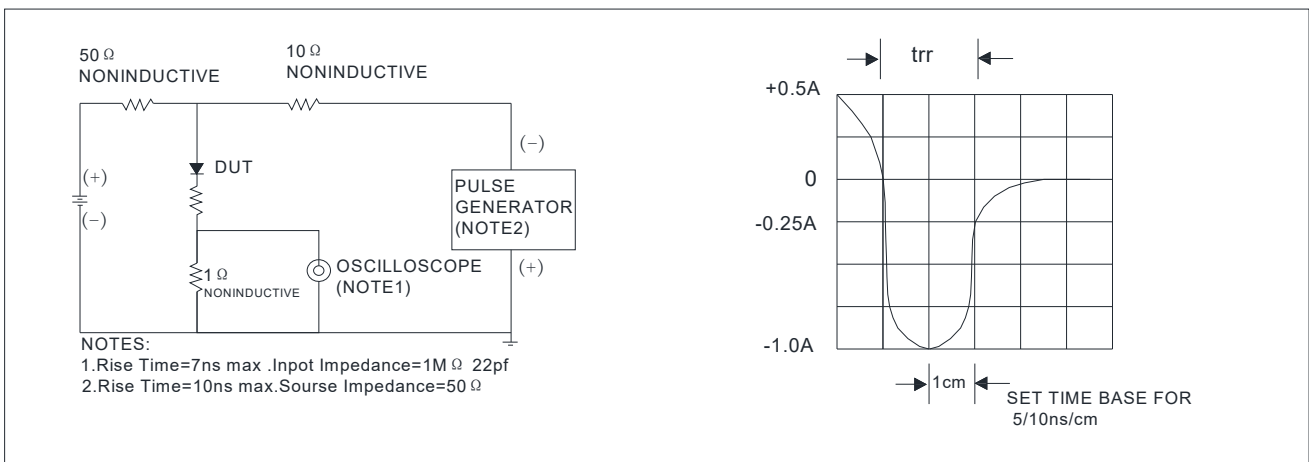 50 Ω
NONINDUCTIVE
10 Ω
NONINDUCTIVE
(+)
(−)
DUT
1 Ω
NONINDUCTIVE
OSCILLOSCOPE
(NOTE1)
(−)
PULSE
GENERATOR
(NOTE2)
(+)
NOTES:
1.Rise Time=7ns max .Inpot Impedance=1M Ω 22pf
2.Rise Time=10ns max.Sourse Impedance=50 Ω
trr
+0.5A
0
-0.25A
-1.0A
1cm
SET TIME BASE FOR
5/10ns/cm